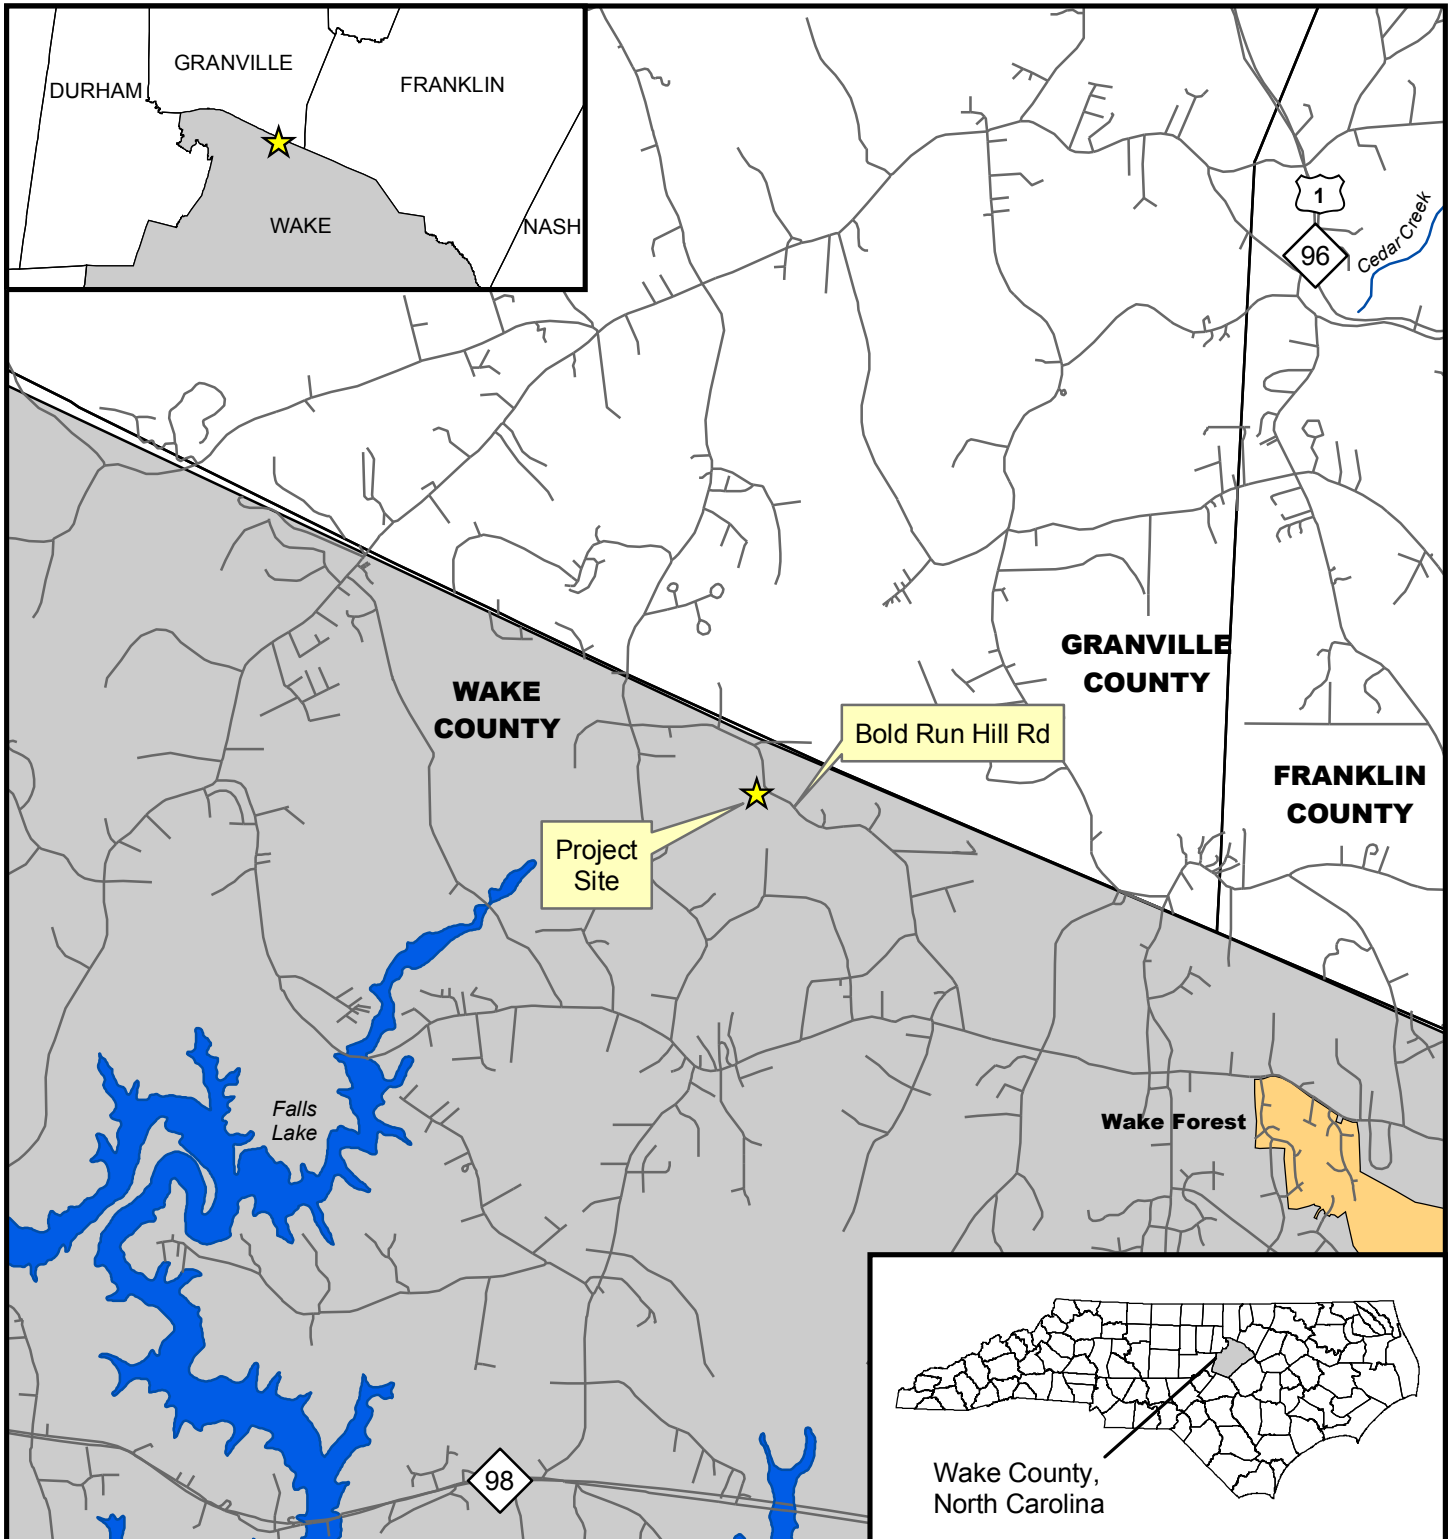 GRANVILLE
DURHAM
FRANKLIN
WAKE
NASH
1
96
Cedar Creek
GRANVILLE
COUNTY
WAKE
COUNTY
Bold Run Hill Rd
FRANKLIN
COUNTY
Project
Site
Falls
Lake
Wake Forest
98
Wake County,
North Carolina